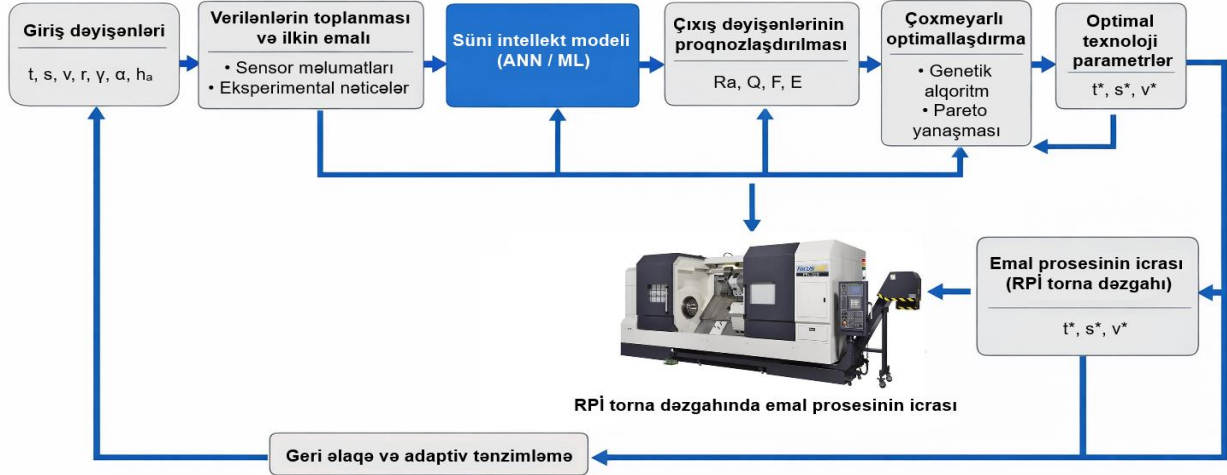 Giriş dəyişənləri
t, s, v, r, γ, α, hₐ
Verilənlərin toplanması
və ilkin emalı
• Sensor məlumatları
• Eksperimental nəticələr
Süni intellekt modeli
(ANN / ML)
Çıxış dəyişənlərinin
proqnozlaşdırılması
Ra, Q, F, E
Çoxmeyarlı
optimallaşdırma
• Genetik
alqoritm
• Pareto
yanaşması
Optimal
texnoloji
parametrlər
t*, s*, v*
Emal prosesinin icrası
(RPİ torna dəzgahı)
t*, s*, v*
FOCUS
RPİ torna dəzgahında emal prosesinin icrası
Geri əlaqə və adaptiv tənzimləmə